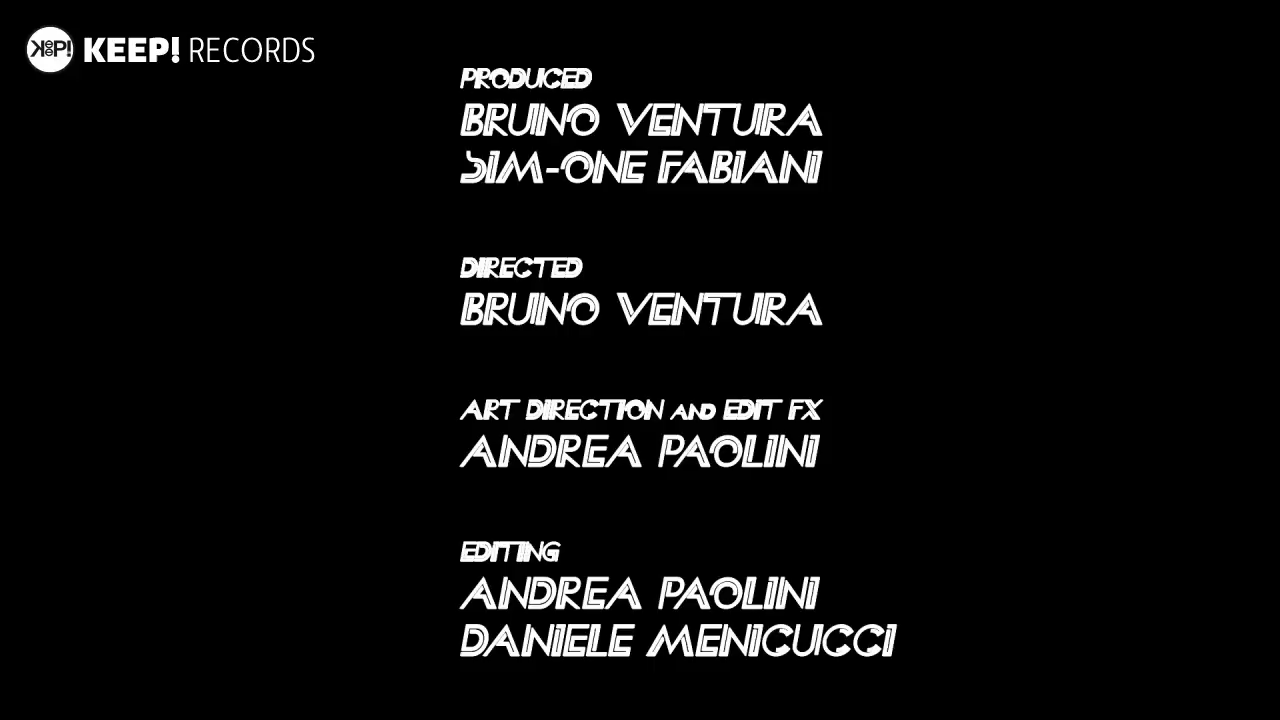 KEEP! KEEP! RECORDS
PRODUCED
BRUNO VENTURA
SIM-ONE FABIANI
DIRECTED
BRUNO VENTURA
ART DIRECTION AND EDIT FX
ANDREA PAOLINI
EDITING
ANDREA PAOLINI
DANIELE MENICUCCI